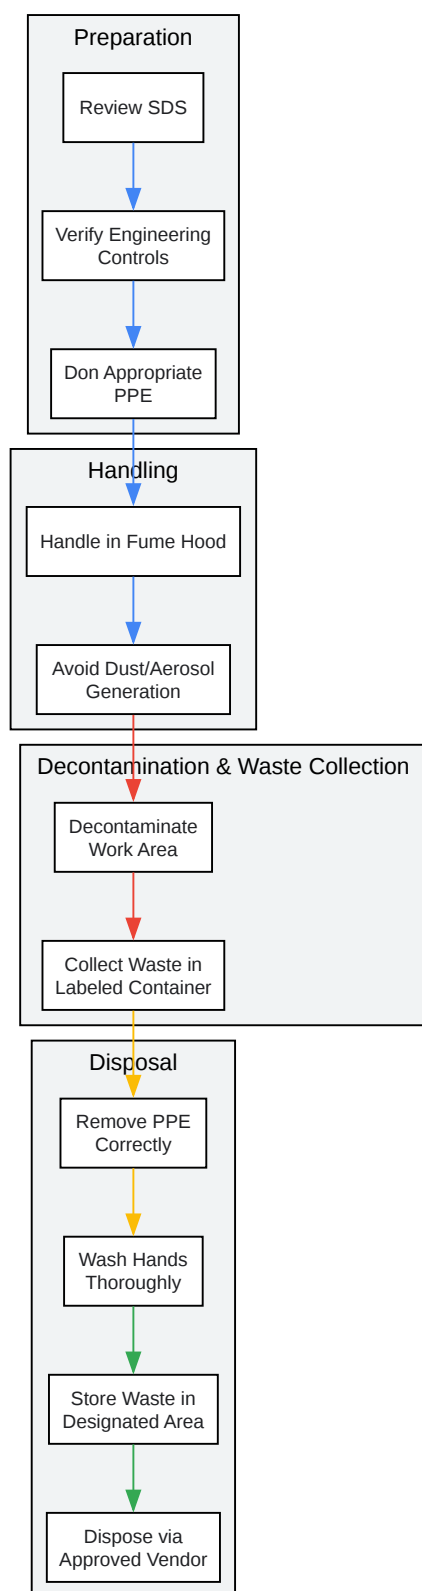 Preparation
Review SDS
Verify Engineering
Controls
Don Appropriate
PPE
Handling
Handle in Fume Hood
Avoid Dust/Aerosol
Generation
Decontamination & Waste Collection
Decontaminate
Work Area
Collect Waste in
Labeled Container
Disposal
Remove PPE
Correctly
Wash Hands
Thoroughly
Store Waste in
Designated Area
Dispose via
Approved Vendor